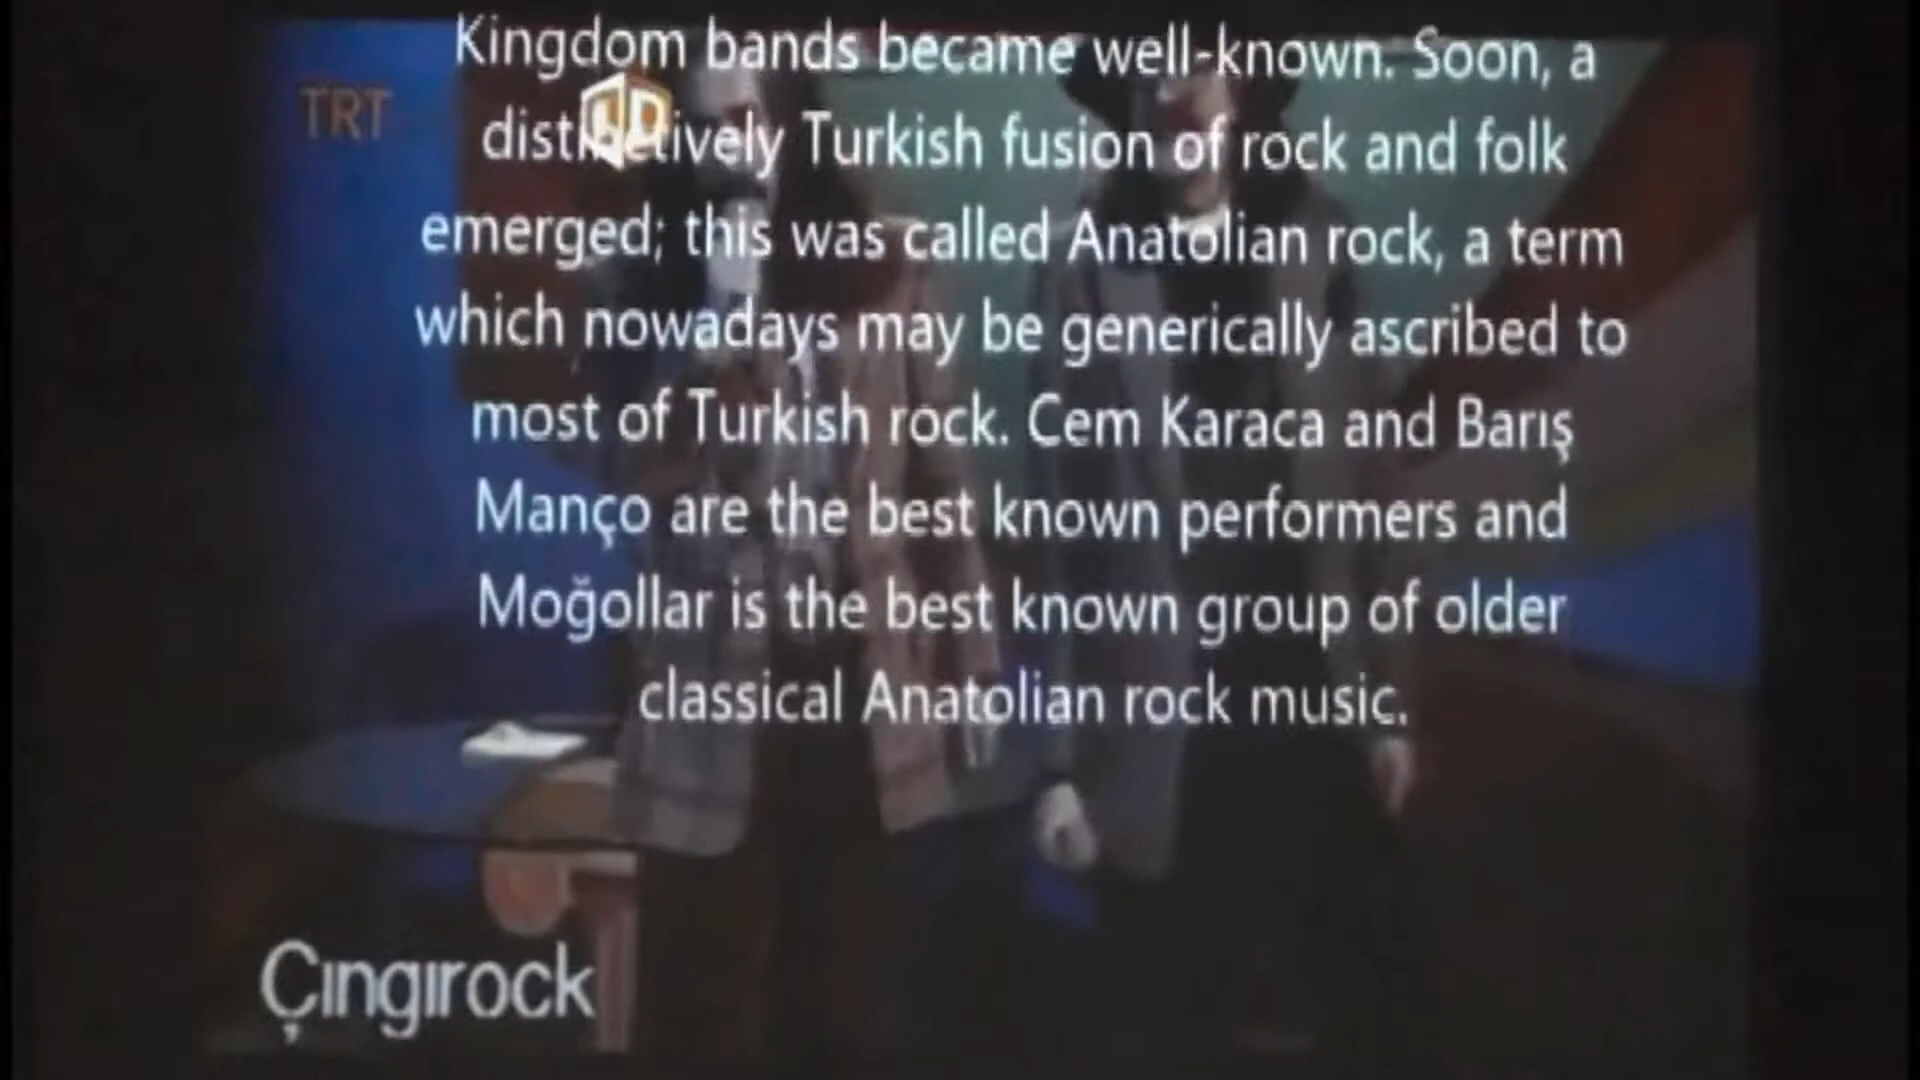 Kingdom bands became well-known. Soon, a
TRT
distinctively Turkish fusion of rock and folk
emerged; this was called Anatolian rock, a term
which nowadays may be generically ascribed to
most of Turkish rock. Cem Karaca and Barış
Manço are the best known performers and
Moğollar is the best known group of older
classical Anatolian rock music.
Çıngırock